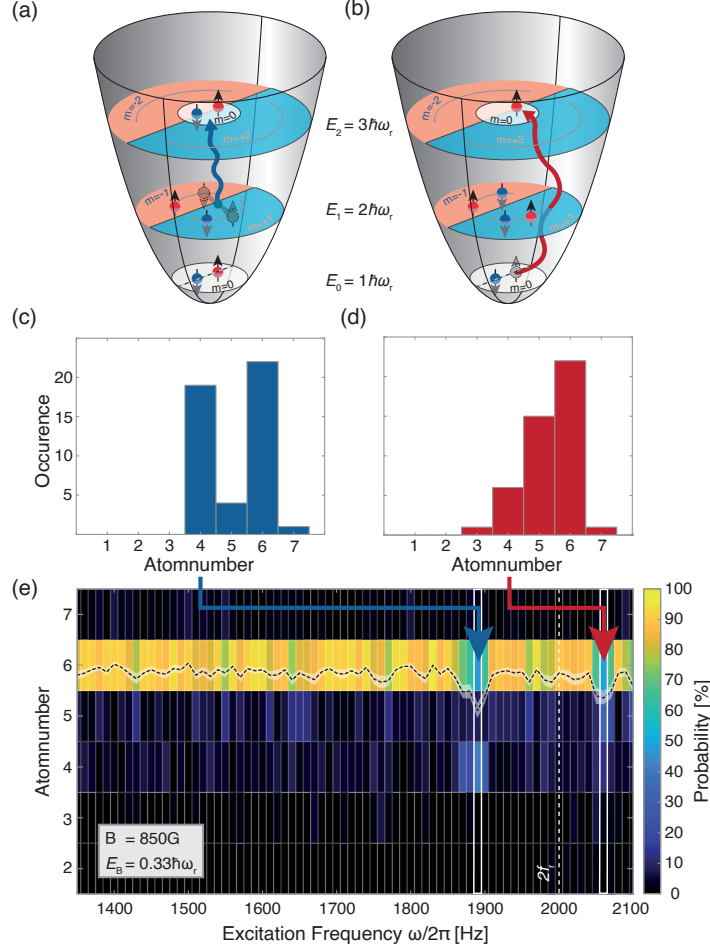 (a)
(b)
m=-2
m=0
m=+2
m=-1
m=+1
m=0
E₂ = 3ħωᵣ
E₁ = 2ħωᵣ
E₀ = 1ħωᵣ
m=-2
m=0
m=+2
m=-1
m=+1
m=0
(c)
(d)
Occurence
20
15
10
5
1 2 3 4 5 6 7
Atomnumber
1 2 3 4 5 6 7
Atomnumber
(e)
Atomnumber
7
6
5
4
3
2
B = 850G
E_B = 0.33ħωᵣ
2fᵣ
1400 1500 1600 1700 1800 1900 2000 2100
Excitation Frequency ω/2π [Hz]
100
90
80
70
60
50
40
30
20
10
0
Probability [%]